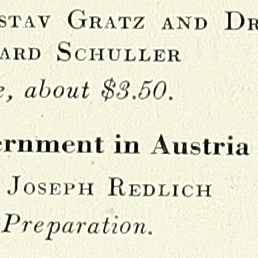 STAV GRATZ AND DR
ARD SCHULLER
e, about $3.50.
ernment in Austria
JOSEPH REDLICH
Preparation.